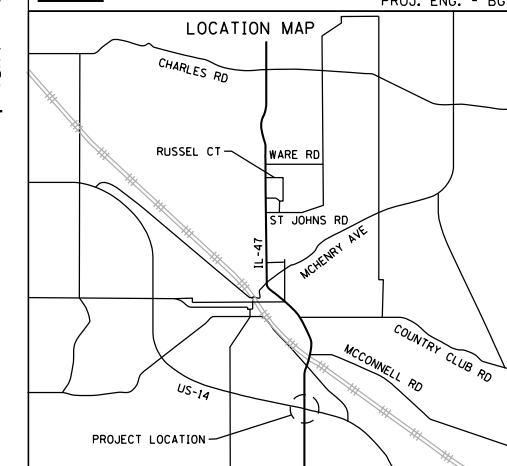 PROJ. ENG. - BG
LOCATION MAP
CHARLES RD
RUSSEL CT
WARE RD
ST JOHNS RD
IL-47
MCHENRY AVE
COUNTRY CLUB RD
MCCONNELL RD
US-14
PROJECT LOCATION